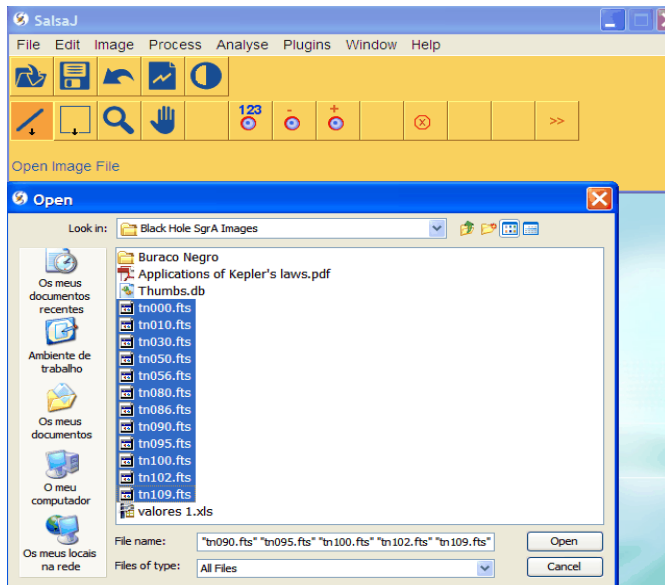 SalsaJ
File Edit Image Process Analyse Plugins Window Help
123
- +
>>
Open Image File
Open
Look in: Black Hole SgrA Images
Os meus
documentos
recentes
Ambiente de
trabalho
Os meus
documentos
O meu
computador
Os meus locais
na rede
Buraco Negro
Applications of Kepler's laws.pdf
Thumbs.db
tn000.fts
tn010.fts
tn030.fts
tn050.fts
tn056.fts
tn080.fts
tn086.fts
tn090.fts
tn095.fts
tn100.fts
tn102.fts
tn109.fts
valores 1.xls
File name: "tn090.fts" "tn095.fts" "tn100.fts" "tn102.fts" "tn109.fts" Open
Files of type: All Files Cancel